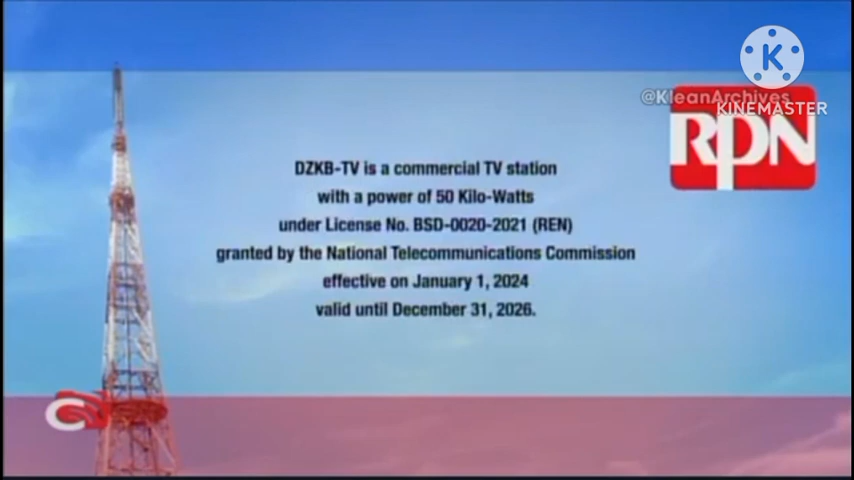 K
@KleanArchives
KINEMASTER
RPN
DZKB-TV is a commercial TV station
with a power of 50 Kilo-Watts
under License No. BSD-0020-2021 (REN)
granted by the National Telecommunications Commission
effective on January 1, 2024
valid until December 31, 2026.